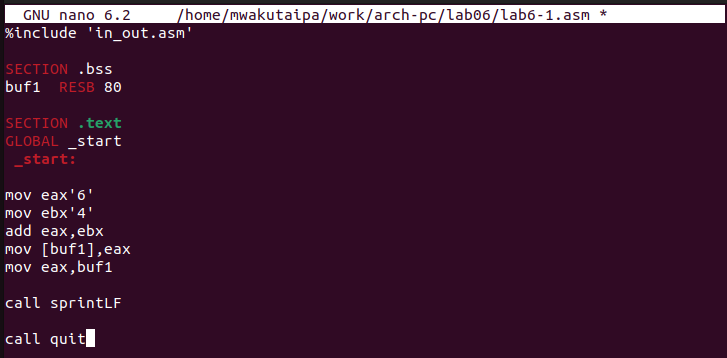 GNU nano 6.2 /home/mwakutaipa/work/arch-pc/lab06/lab6-1.asm *
%include 'in_out.asm'
SECTION .bss
buf1 RESB 80
SECTION .text
GLOBAL _start
_start:
mov eax'6'
mov ebx'4'
add eax,ebx
mov [buf1],eax
mov eax,buf1
call sprintLF
call quit